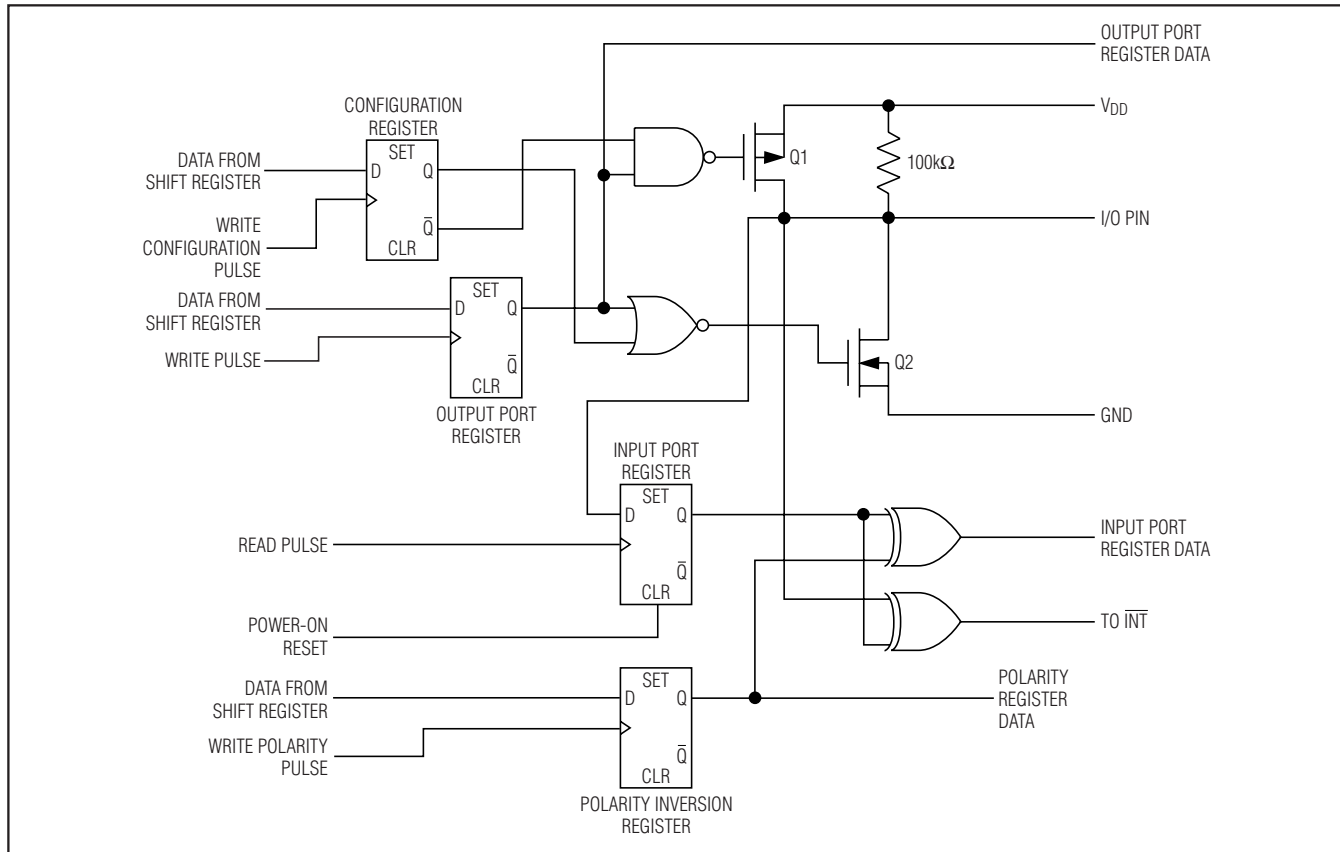 OUTPUT PORT
REGISTER DATA
CONFIGURATION
REGISTER
V_DD
SET
DATA FROM
SHIFT REGISTER
D
Q
Q1
100kΩ
Q̅
I/O PIN
WRITE
CONFIGURATION
PULSE
CLR
DATA FROM
SHIFT REGISTER
SET
D
Q
WRITE PULSE
Q̅
CLR
Q2
OUTPUT PORT
REGISTER
GND
INPUT PORT
REGISTER
SET
D
Q
INPUT PORT
REGISTER DATA
READ PULSE
Q̅
CLR
POWER-ON
RESET
TO I̅N̅T̅
DATA FROM
SHIFT REGISTER
SET
D
Q
POLARITY
REGISTER
DATA
WRITE POLARITY
PULSE
Q̅
CLR
POLARITY INVERSION
REGISTER